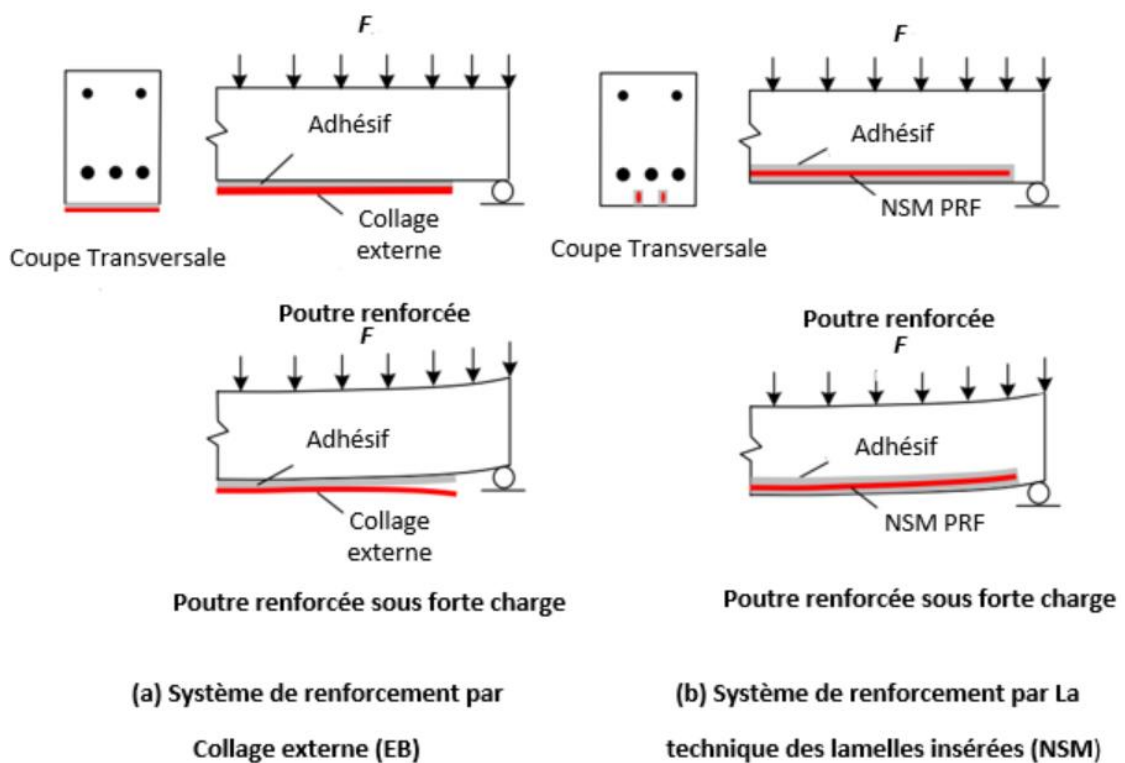 F
Adhésif
Collage
externe
Coupe Transversale
Poutre renforcée
F
Adhésif
Collage
externe
Poutre renforcée sous forte charge
(a) Système de renforcement par
Collage externe (EB)
F
Adhésif
NSM PRF
Coupe Transversale
Poutre renforcée
F
Adhésif
NSM PRF
Poutre renforcée sous forte charge
(b) Système de renforcement par La
technique des lamelles insérées (NSM)